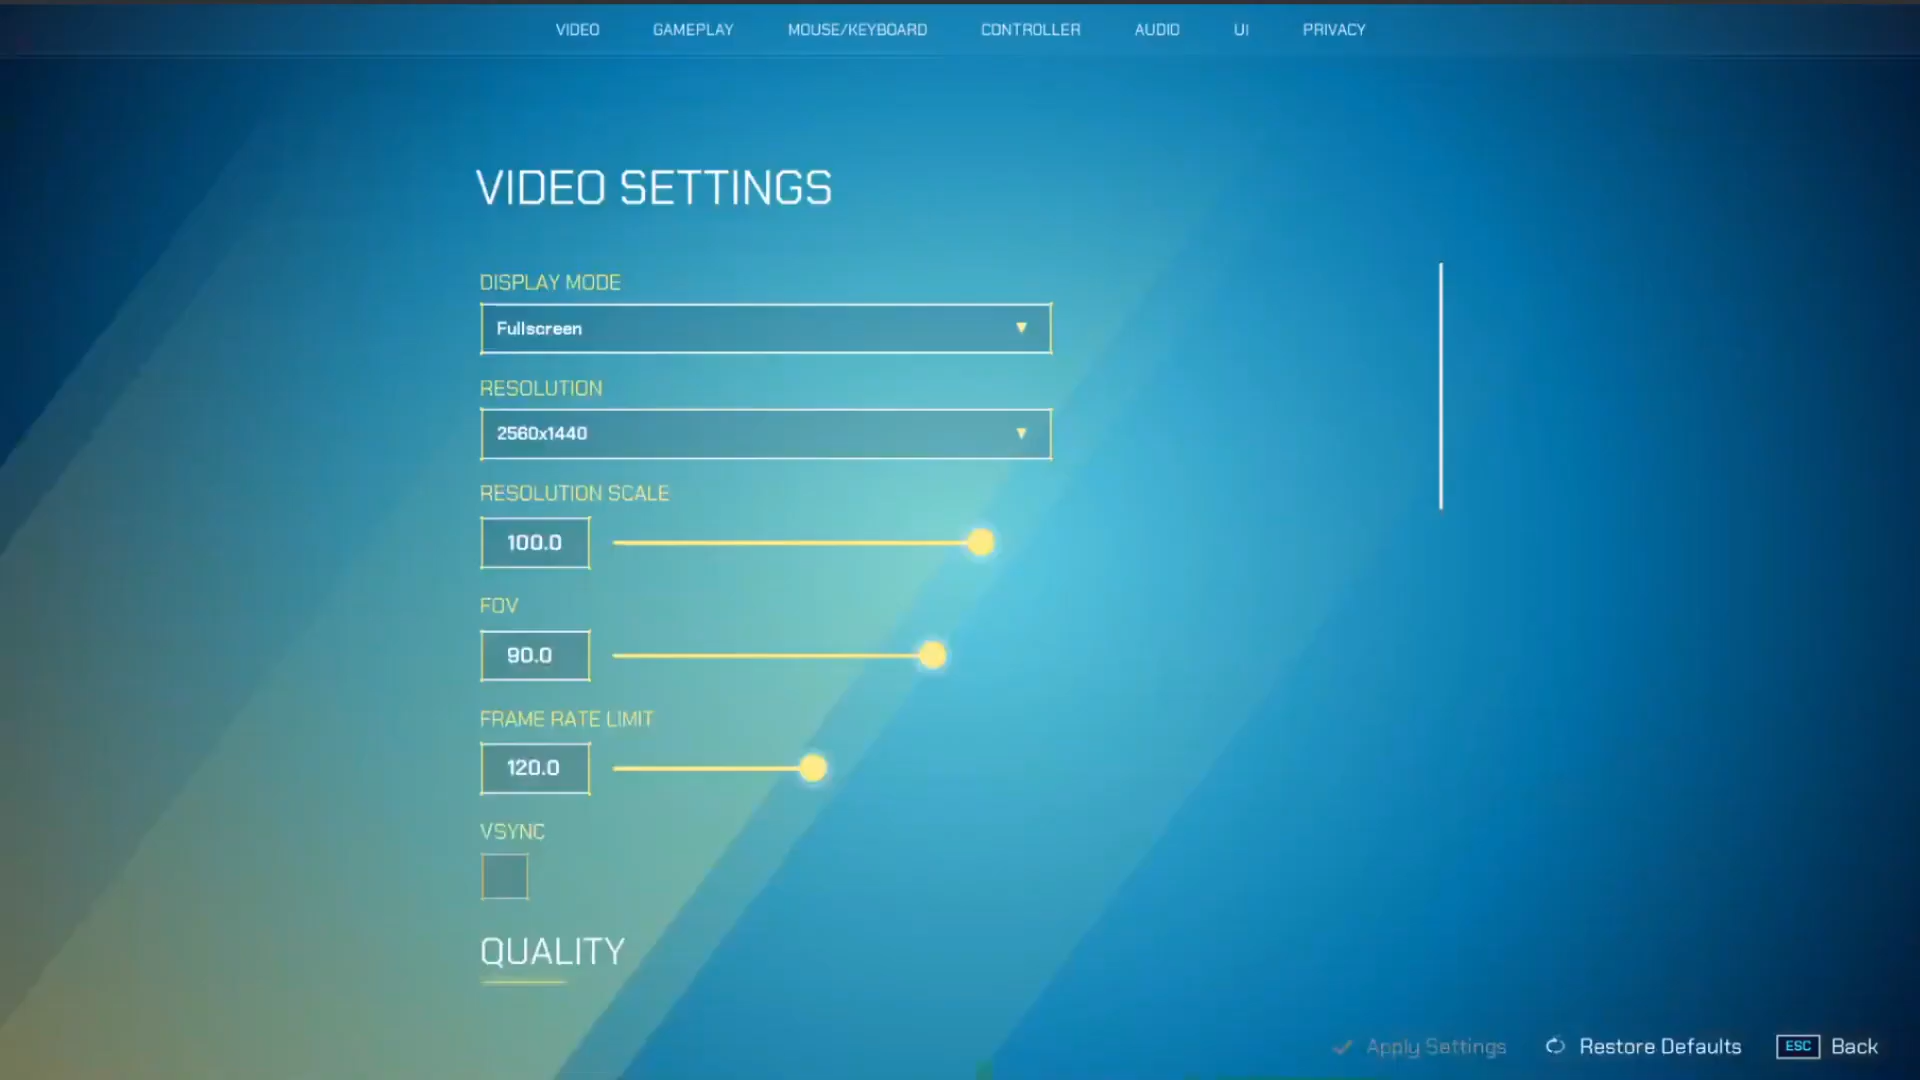 VIDEO GAMEPLAY MOUSE/KEYBOARD CONTROLLER AUDIO UI PRIVACY
VIDEO SETTINGS
DISPLAY MODE
Fullscreen
RESOLUTION
2560x1440
RESOLUTION SCALE
100.0
FOV
90.0
FRAME RATE LIMIT
120.0
VSYNC
QUALITY
Apply Settings Restore Defaults ESC Back